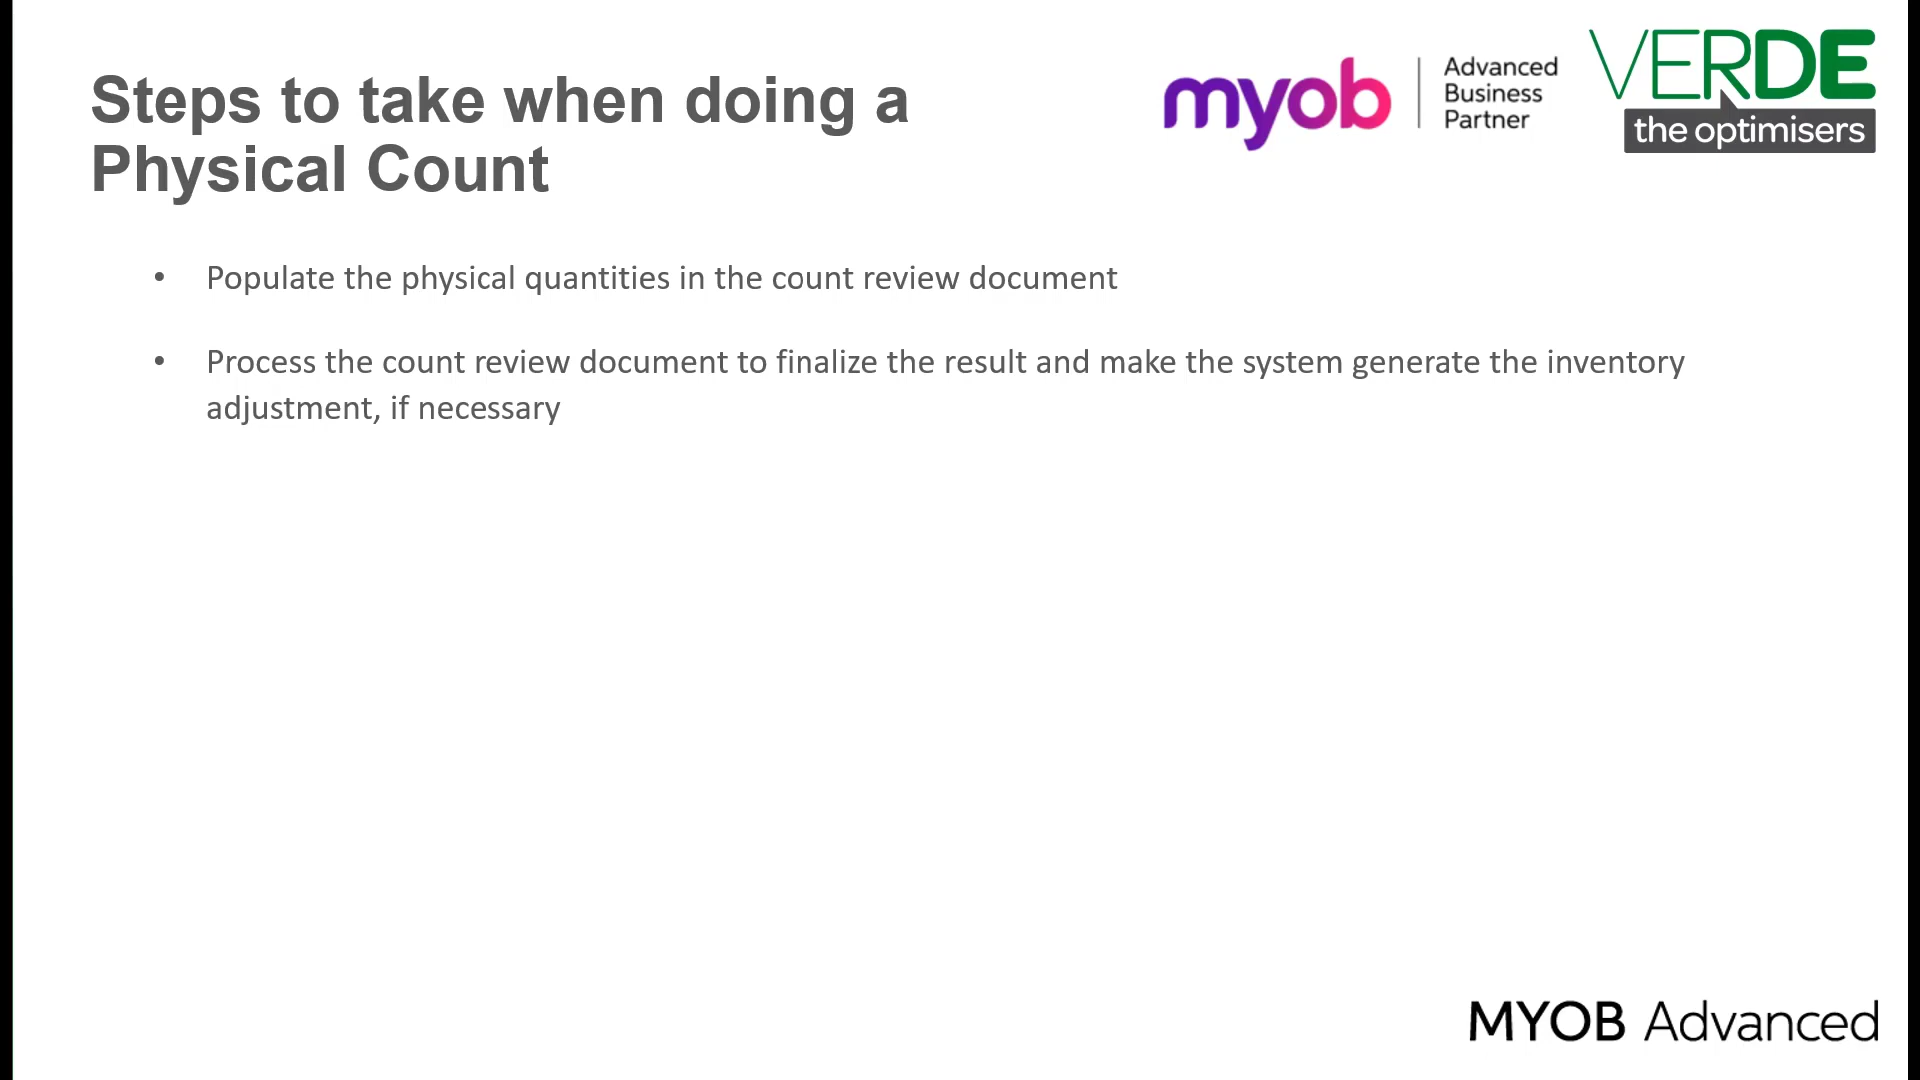 Steps to take when doing a
Physical Count
myob
Advanced
Business
Partner
VERDE
the optimisers
• Populate the physical quantities in the count review document
• Process the count review document to finalize the result and make the system generate the inventory
adjustment, if necessary
MYOB Advanced